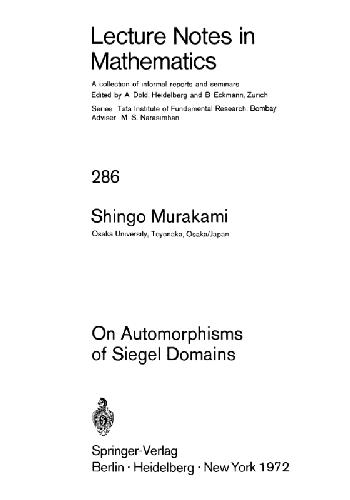 Lecture Notes in
Mathematics
A collection of informal reports and seminars
Edited by A. Dold, Heidelberg and B. Eckmann, Zürich
Series: Tata Institute of Fundamental Research, Bombay
Adviser: M. S. Narasimhan
286
Shingo Murakami
Osaka University, Toyonaka, Osaka/Japan
On Automorphisms
of Siegel Domains
Springer-Verlag
Berlin · Heidelberg · New York 1972